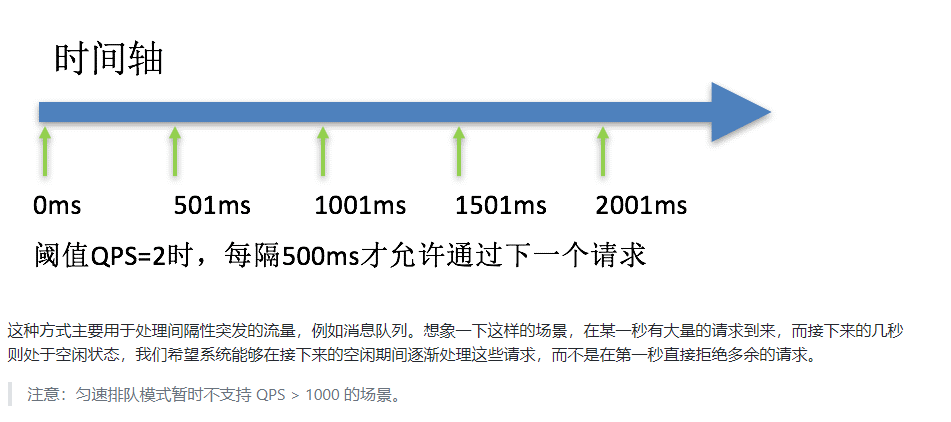 时间轴
0ms 501ms 1001ms 1501ms 2001ms
阈值QPS=2时，每隔500ms才允许通过下一个请求
这种方式主要用于处理间隔性突发的流量，例如消息队列。想象一下这样的场景，在某一秒有大量的请求到来，而接下来的几秒
则处于空闲状态，我们希望系统能够在接下来的空闲期间逐渐处理这些请求，而不是在第一秒直接拒绝多余的请求。
注意：匀速排队模式暂时不支持 QPS > 1000 的场景。